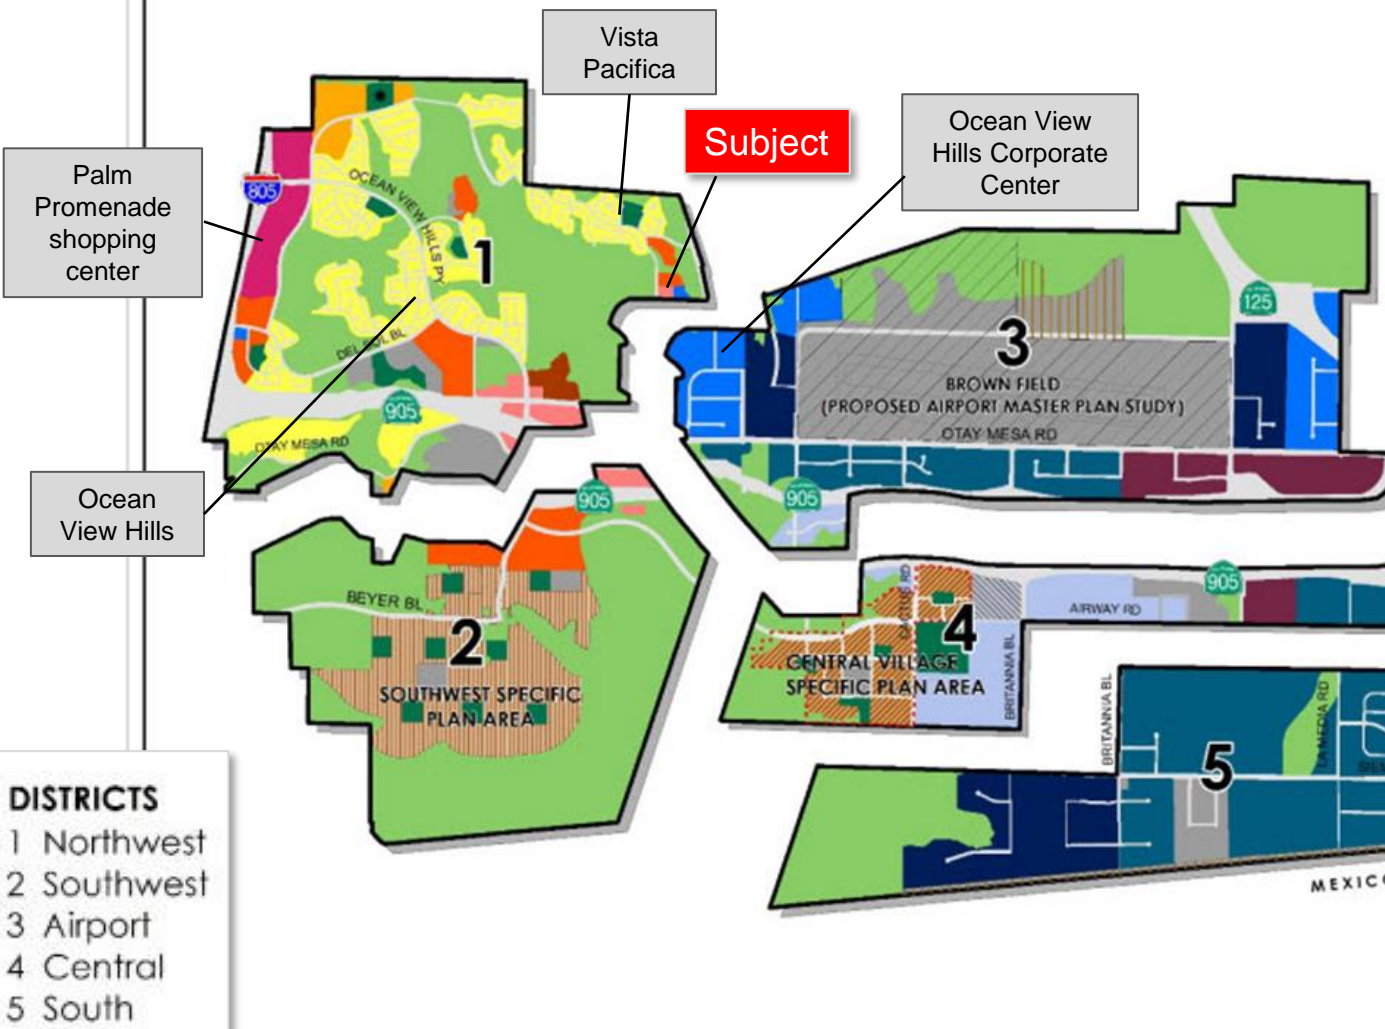 Vista
Pacifica
Subject
Ocean View
Hills Corporate
Center
Palm
Promenade
shopping
center
805
OCEAN VIEW HILLS PY
1
125
3
DEL SOL BL
BROWN FIELD
(PROPOSED AIRPORT MASTER PLAN STUDY)
905
OTAY MESA RD
OTAY MESA RD
Ocean
View Hills
905
905
905
BEYER BL
CACTUS RD
AIRWAY RD
4
2
CENTRAL VILLAGE
SPECIFIC PLAN AREA
BRITANNIA BL
SOUTHWEST SPECIFIC
PLAN AREA
BRITANNIA BL
LA MEDIA RD
5
DISTRICTS
1 Northwest
2 Southwest
3 Airport
4 Central
5 South
MEXIC